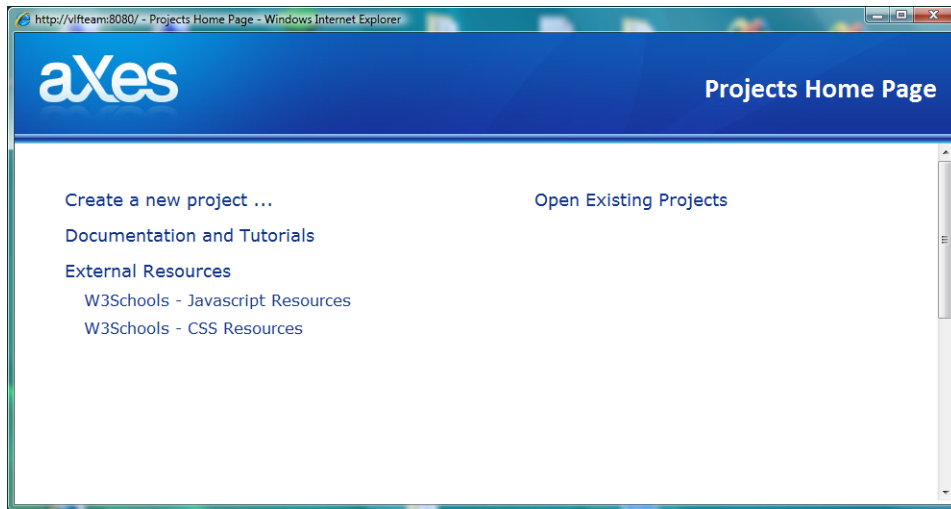 http://vlfteam:8080/ - Projects Home Page - Windows Internet Explorer
aXes
Projects Home Page
Create a new project ...
Open Existing Projects
Documentation and Tutorials
External Resources
W3Schools - Javascript Resources
W3Schools - CSS Resources